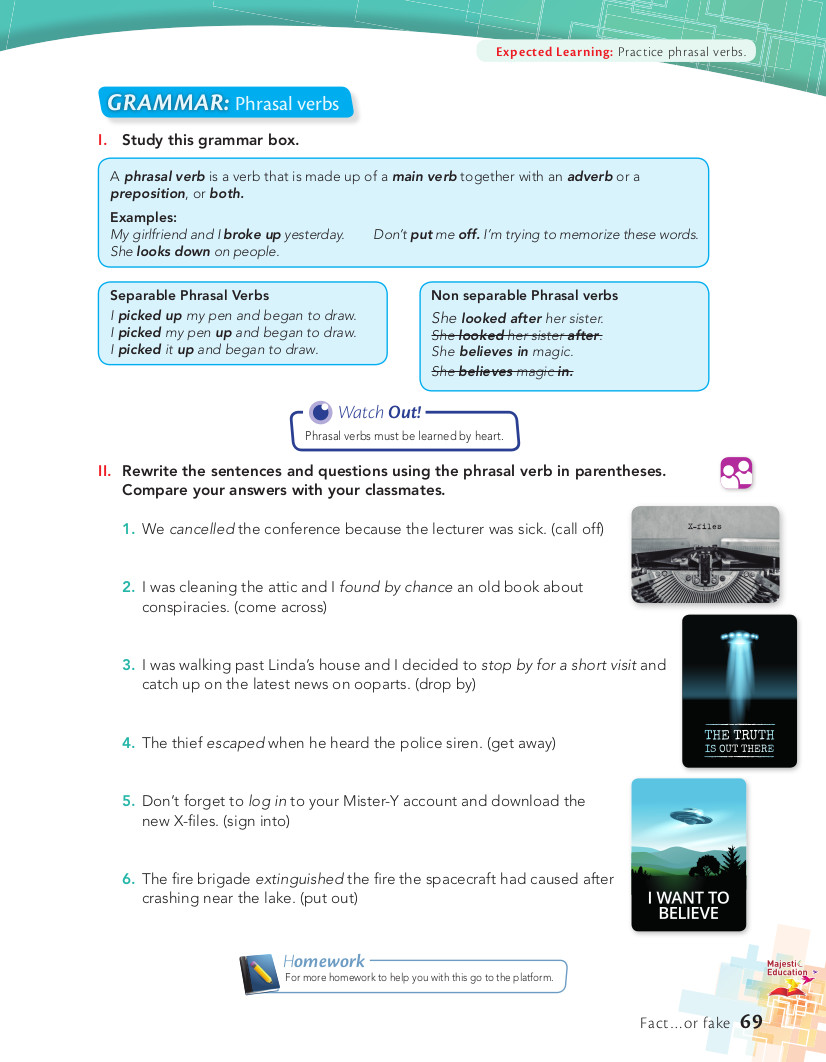 Expected Learning: Practice phrasal verbs.
GRAMMAR: Phrasal verbs
I. Study this grammar box.
A phrasal verb is a verb that is made up of a main verb together with an adverb or a
preposition, or both.
Examples:
My girlfriend and I broke up yesterday. Don't put me off. I'm trying to memorize these words.
She looks down on people.
Separable Phrasal Verbs
I picked up my pen and began to draw.
I picked my pen up and began to draw.
I picked it up and began to draw.
Non separable Phrasal verbs
She looked after her sister.
She looked her sister after.
She believes in magic.
She believes magic in.
Watch Out!
Phrasal verbs must be learned by heart.
II. Rewrite the sentences and questions using the phrasal verb in parentheses.
Compare your answers with your classmates.
1. We cancelled the conference because the lecturer was sick. (call off)
X-files
2. I was cleaning the attic and I found by chance an old book about
conspiracies. (come across)
3. I was walking past Linda's house and I decided to stop by for a short visit and
catch up on the latest news on ooparts. (drop by)
THE TRUTH
IS OUT THERE
4. The thief escaped when he heard the police siren. (get away)
5. Don't forget to log in to your Mister-Y account and download the
new X-files. (sign into)
6. The fire brigade extinguished the fire the spacecraft had caused after
crashing near the lake. (put out)
I WANT TO
BELIEVE
Homework
For more homework to help you with this go to the platform.
Majestic
Education
Fact...or fake 69